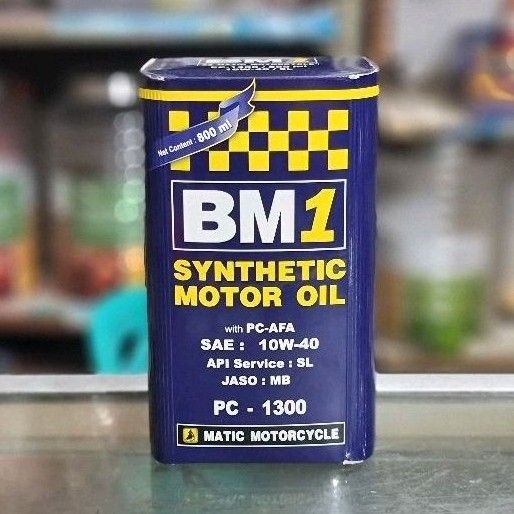 BM1
Net Content : 800 ml
BM1
SYNTHETIC
MOTOR OIL
with PC-AFA
SAE : 10W-40
API Service : SL
JASO : MB
PC - 1300
MATIC MOTORCYCLE